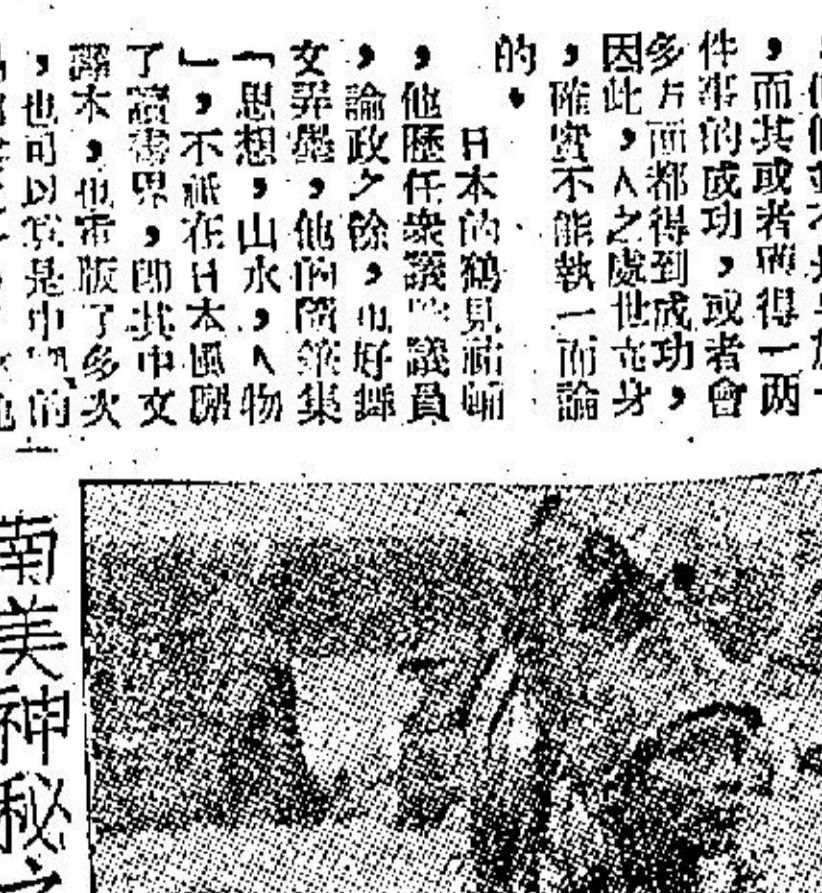 ，而其或者兩得一两
件事的成功，或者會
多方面都得到成功，
因此，人之處世立身
，確實不能執一而論
的。
日本的鶴見祐輔
，他歷任衆議院議員
，論政之餘，也好舞
文弄墨，他的隨筆集
「思想，山水，人物
」，不祇在日本風靡
了讀書界，即其中文
譯本，也重版了多次
，也可以算是中國的
南美神秘之